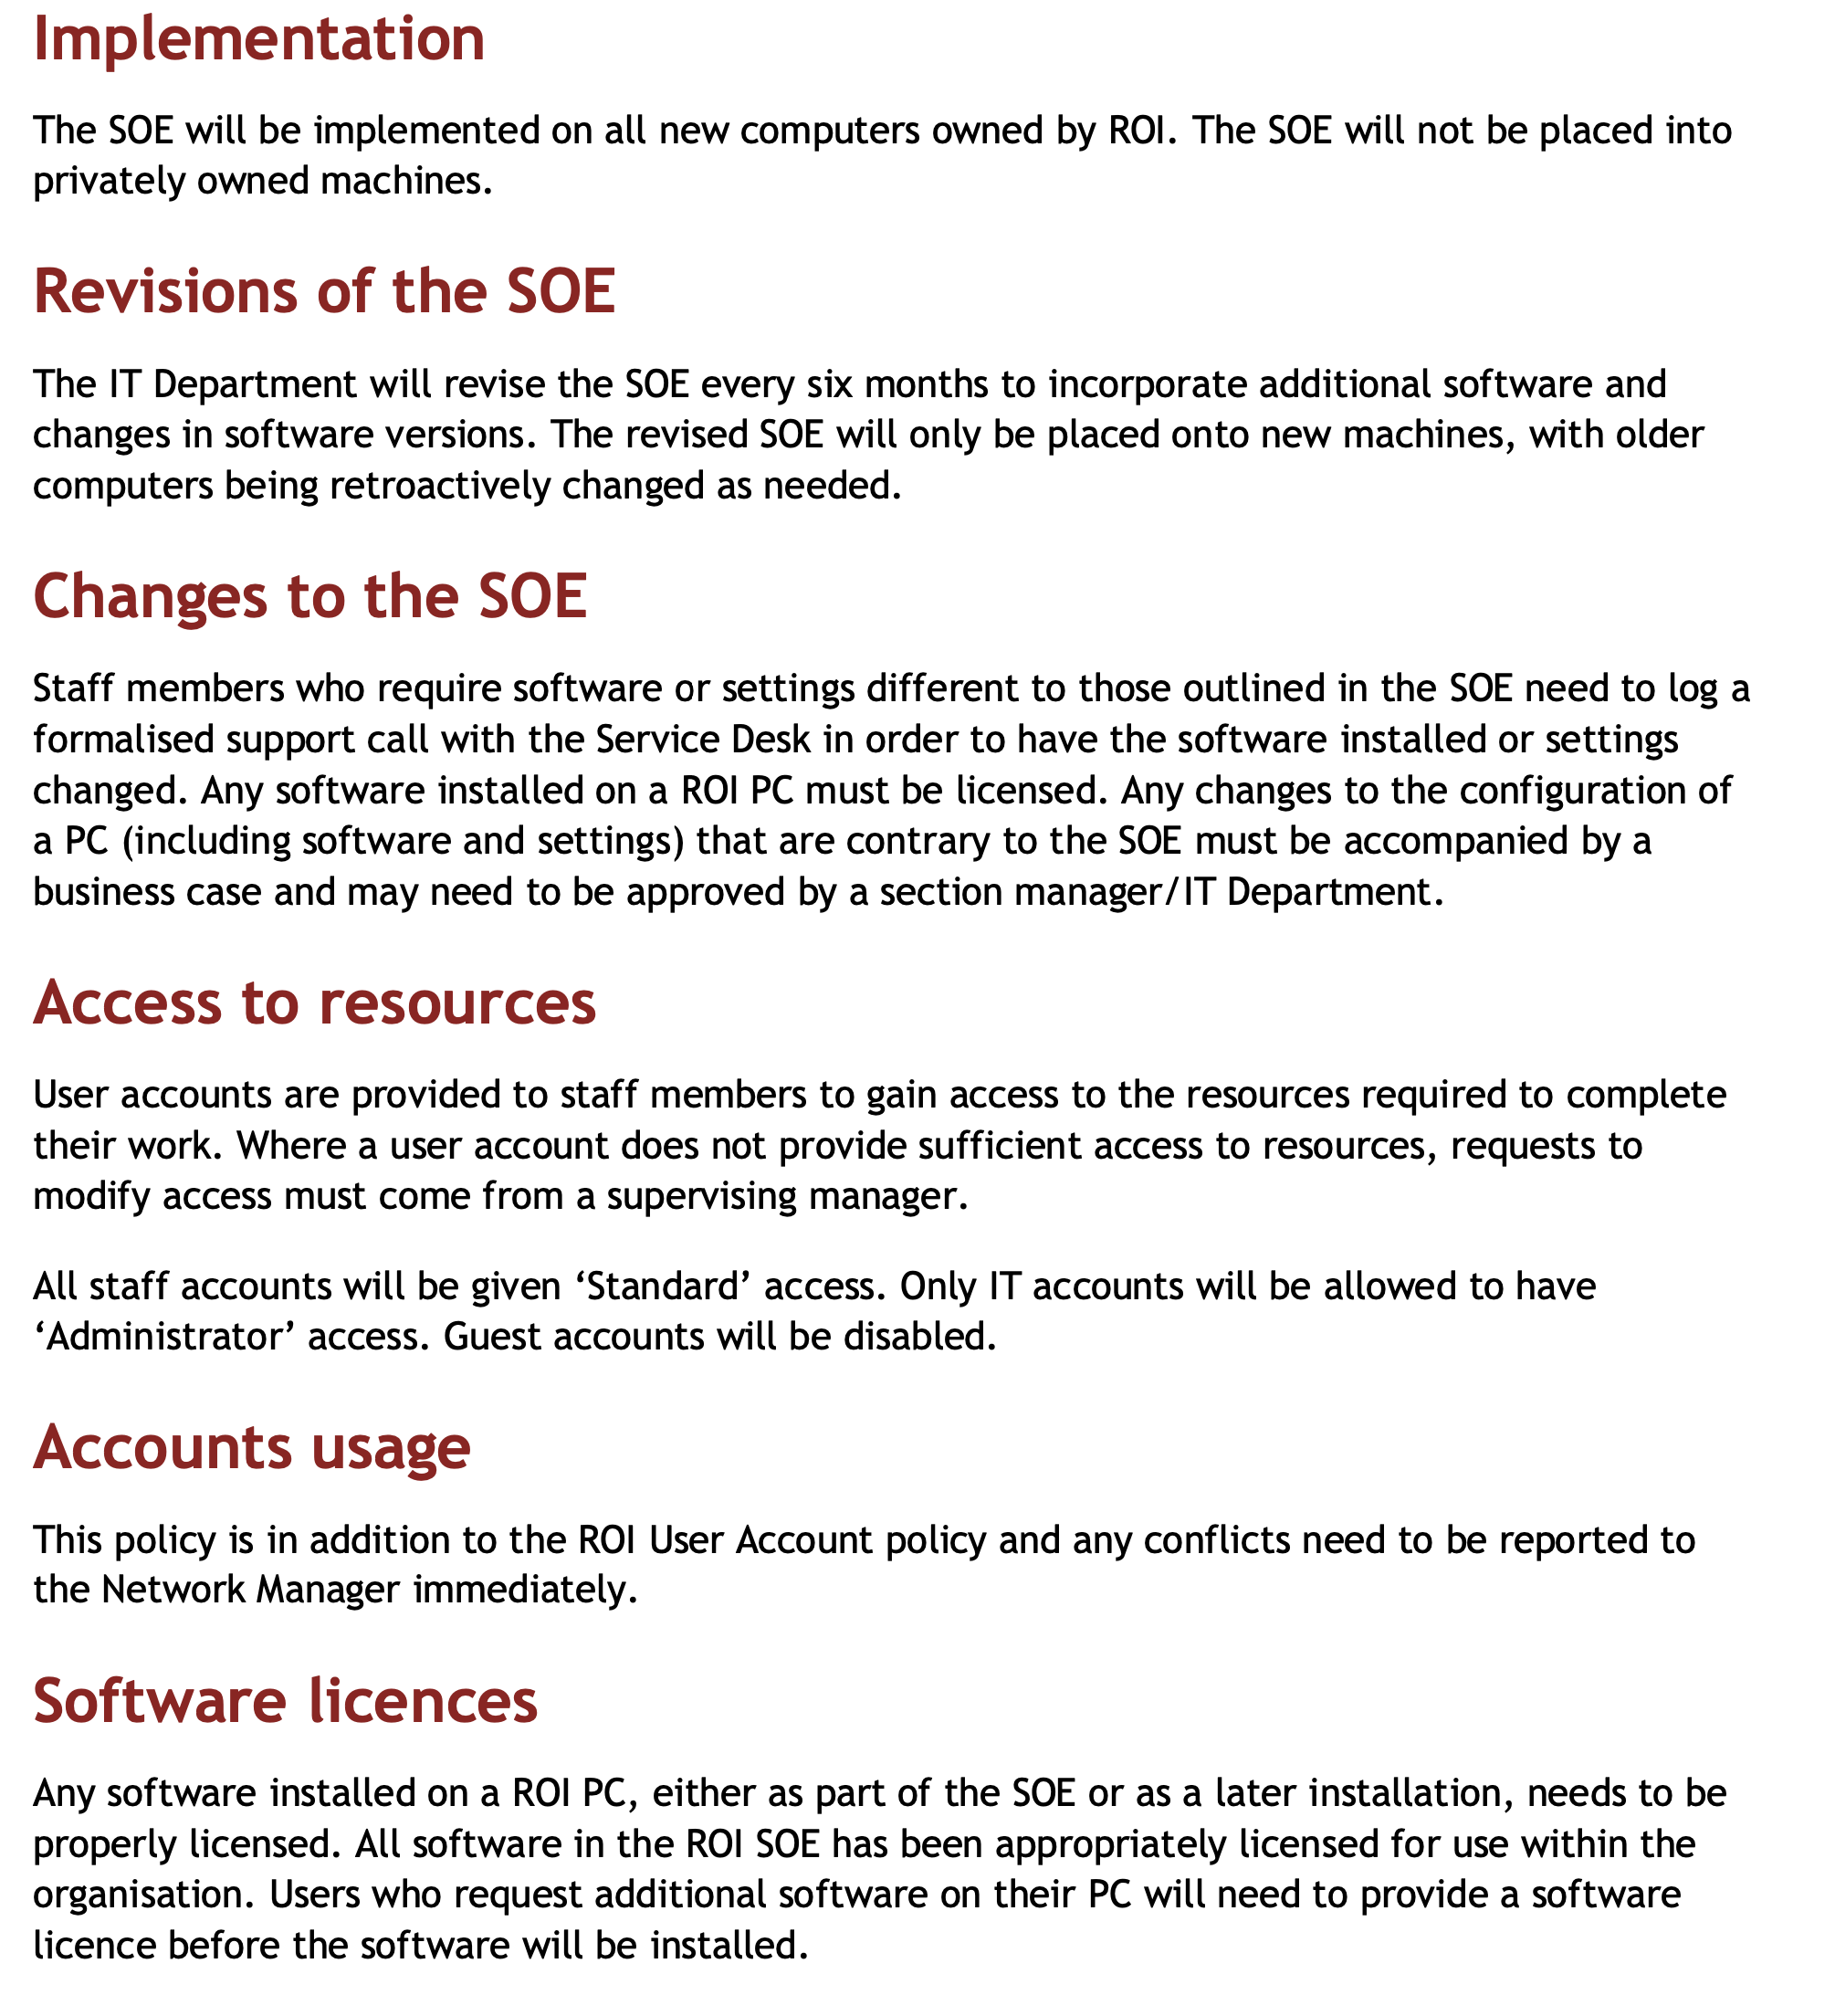 Implementation
The SOE will be implemented on all new computers owned by ROI. The SOE will not be placed into
privately owned machines.
Revisions of the SOE
The IT Department will revise the SOE every six months to incorporate additional software and
changes in software versions. The revised SOE will only be placed onto new machines, with older
computers being retroactively changed as needed.
Changes to the SOE
Staff members who require software or settings different to those outlined in the SOE need to log a
formalised support call with the Service Desk in order to have the software installed or settings
changed. Any software installed on a ROI PC must be licensed. Any changes to the configuration of
a PC (including software and settings) that are contrary to the SOE must be accompanied by a
business case and may need to be approved by a section manager/IT Department.
Access to resources
User accounts are provided to staff members to gain access to the resources required to complete
their work. Where a user account does not provide sufficient access to resources, requests to
modify access must come from a supervising manager.
All staff accounts will be given ‘Standard’ access. Only IT accounts will be allowed to have
‘Administrator’ access. Guest accounts will be disabled.
Accounts usage
This policy is in addition to the ROI User Account policy and any conflicts need to be reported to
the Network Manager immediately.
Software licences
Any software installed on a ROI PC, either as part of the SOE or as a later installation, needs to be
properly licensed. All software in the ROI SOE has been appropriately licensed for use within the
organisation. Users who request additional software on their PC will need to provide a software
licence before the software will be installed.